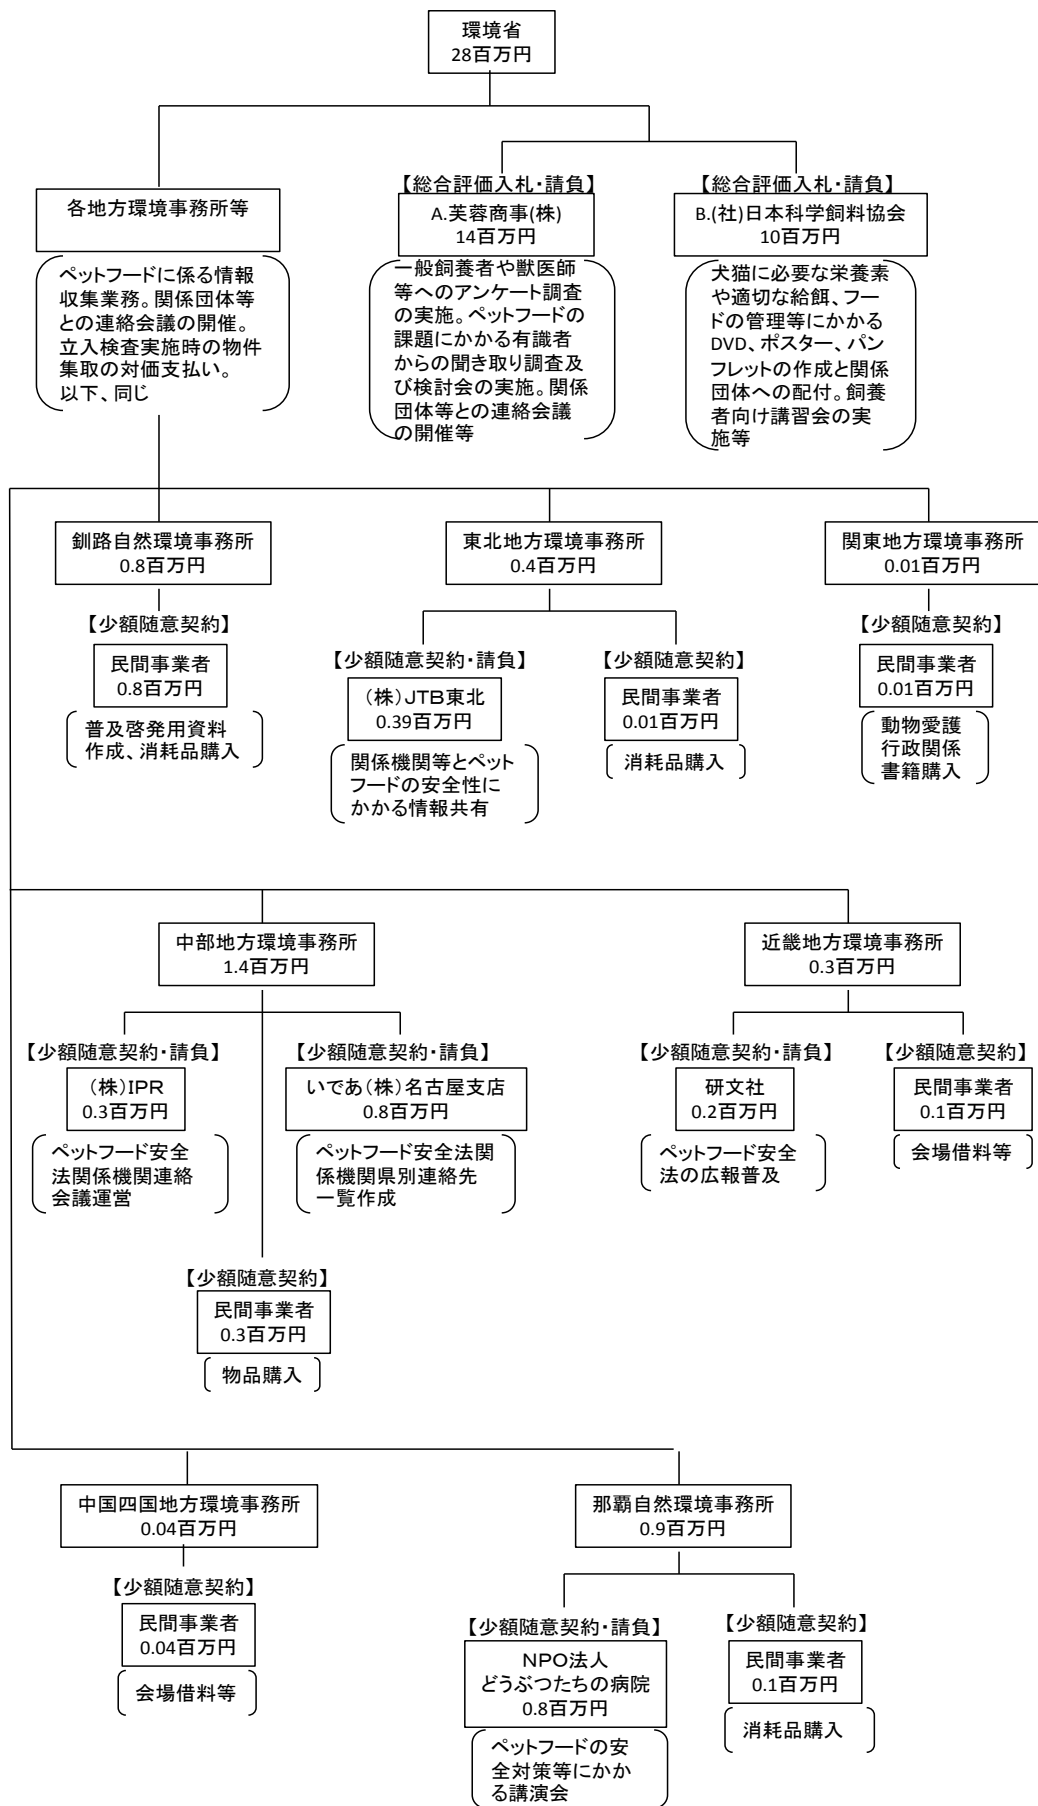 環境省
28百万円
各地方環境事務所等
ペットフードに係る情報
収集業務。関係団体等
との連絡会議の開催。
立入検査実施時の物件
集取の対価支払い。
以下、同じ
【総合評価入札・請負】
A.芙蓉商事(株)
14百万円
一般飼養者や獣医師
等へのアンケート調査
の実施。ペットフードの
課題にかかる有識者
からの聞き取り調査及
び検討会の実施。関係
団体等との連絡会議
の開催等
【総合評価入札・請負】
B.(社)日本科学飼料協会
10百万円
犬猫に必要な栄養素
や適切な給餌、フー
ドの管理等にかかる
DVD、ポスター、パン
フレットの作成と関係
団体への配付。飼養
者向け講習会の実
施等
釧路自然環境事務所
0.8百万円
【少額随意契約】
民間事業者
0.8百万円
普及啓発用資料
作成、消耗品購入
東北地方環境事務所
0.4百万円
【少額随意契約・請負】
（株）JTB東北
0.39百万円
関係機関等とペット
フードの安全性に
かかる情報共有
【少額随意契約】
民間事業者
0.01百万円
消耗品購入
関東地方環境事務所
0.01百万円
【少額随意契約】
民間事業者
0.01百万円
動物愛護
行政関係
書籍購入
中部地方環境事務所
1.4百万円
【少額随意契約・請負】
（株）IPR
0.3百万円
ペットフード安全
法関係機関連絡
会議運営
【少額随意契約・請負】
いであ（株）名古屋支店
0.8百万円
ペットフード安全法関
係機関県別連絡先
一覧作成
【少額随意契約】
民間事業者
0.3百万円
物品購入
近畿地方環境事務所
0.3百万円
【少額随意契約・請負】
研文社
0.2百万円
ペットフード安全
法の広報普及
【少額随意契約】
民間事業者
0.1百万円
会場借料等
中国四国地方環境事務所
0.04百万円
【少額随意契約】
民間事業者
0.04百万円
会場借料等
那覇自然環境事務所
0.9百万円
【少額随意契約・請負】
NPO法人
どうぶつたちの病院
0.8百万円
ペットフードの安
全対策等にかか
る講演会
【少額随意契約】
民間事業者
0.1百万円
消耗品購入